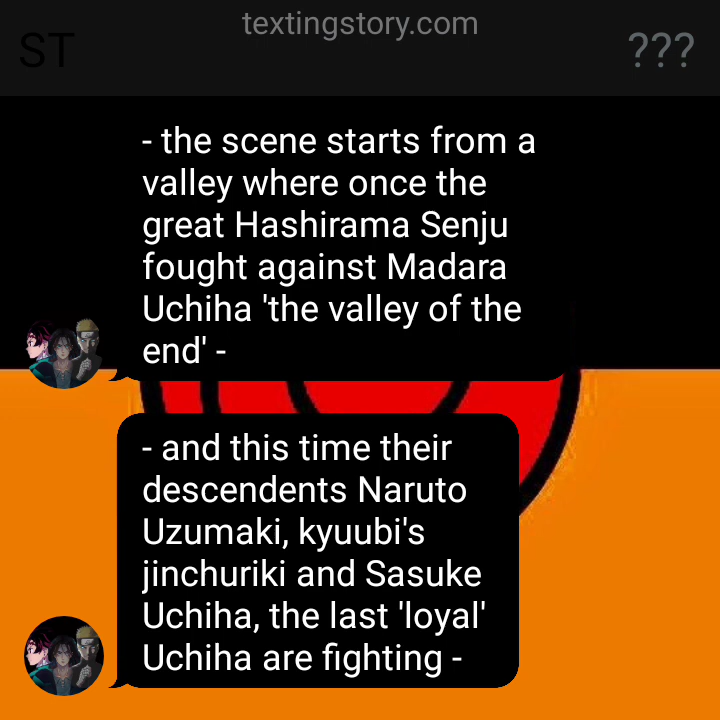 textingstory.com
ST
???
- the scene starts from a
valley where once the
great Hashirama Senju
fought against Madara
Uchiha 'the valley of the
end' -
- and this time their
descendents Naruto
Uzumaki, kyuubi's
jinchuriki and Sasuke
Uchiha, the last 'loyal'
Uchiha are fighting -